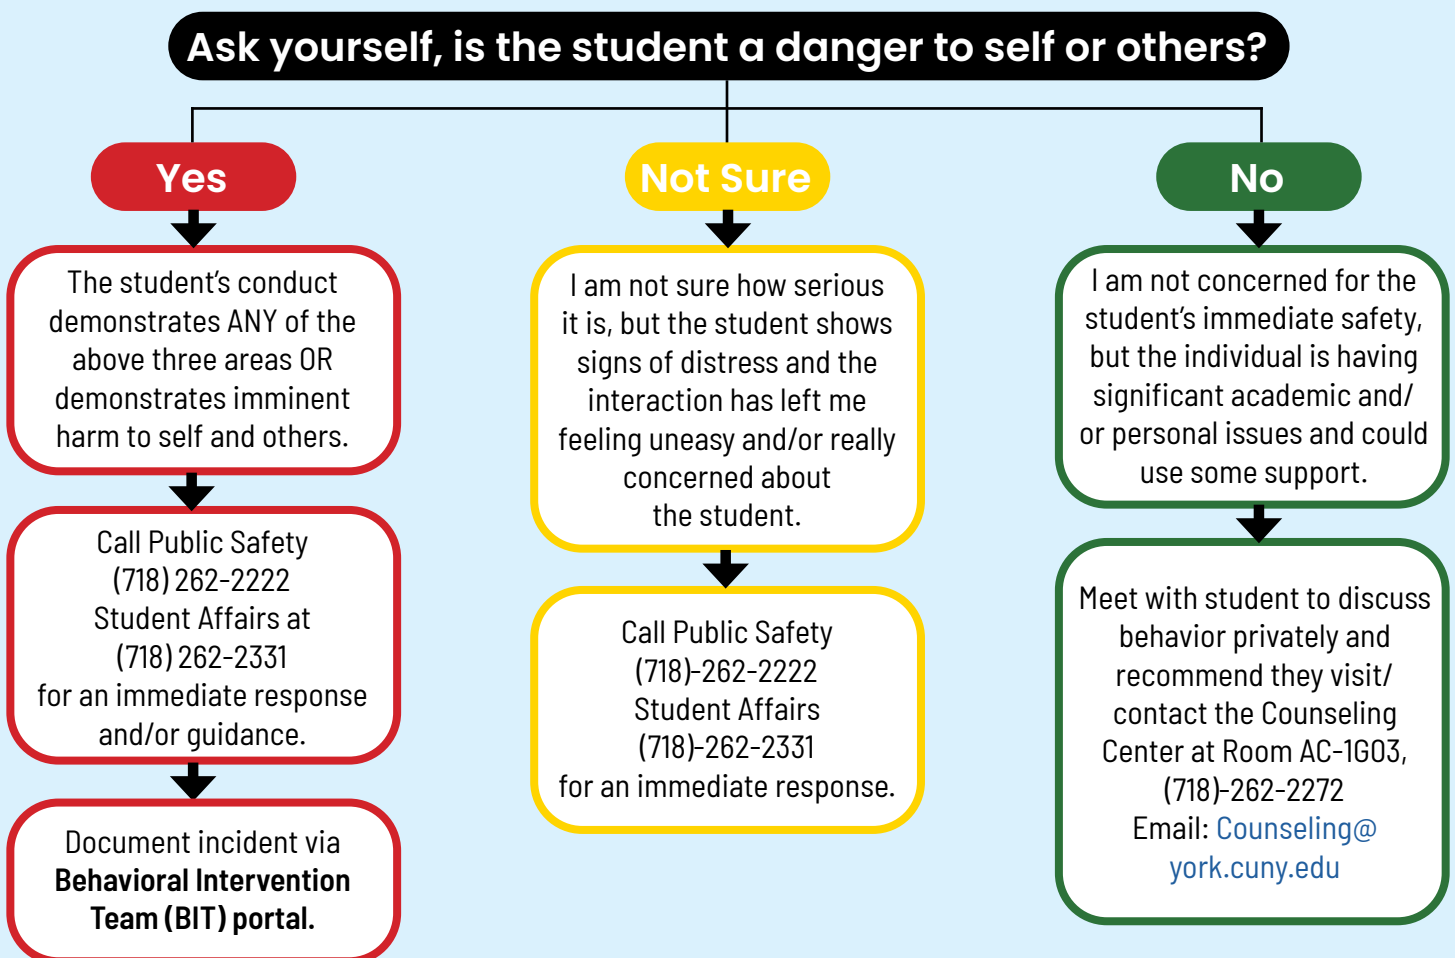 Ask yourself, is the student a danger to self or others?
Yes
The student's conduct
demonstrates ANY of the
above three areas OR
demonstrates imminent
harm to self and others.
Call Public Safety
(718) 262-2222
Student Affairs at
(718) 262-2331
for an immediate response
and/or guidance.
Document incident via
Behavioral Intervention
Team (BIT) portal.
Not Sure
I am not sure how serious
it is, but the student shows
signs of distress and the
interaction has left me
feeling uneasy and/or really
concerned about
the student.
Call Public Safety
(718)-262-2222
Student Affairs
(718)-262-2331
for an immediate response.
No
I am not concerned for the
student's immediate safety,
but the individual is having
significant academic and/
or personal issues and could
use some support.
Meet with student to discuss
behavior privately and
recommend they visit/
contact the Counseling
Center at Room AC-1G03,
(718)-262-2272
Email: Counseling@
york.cuny.edu